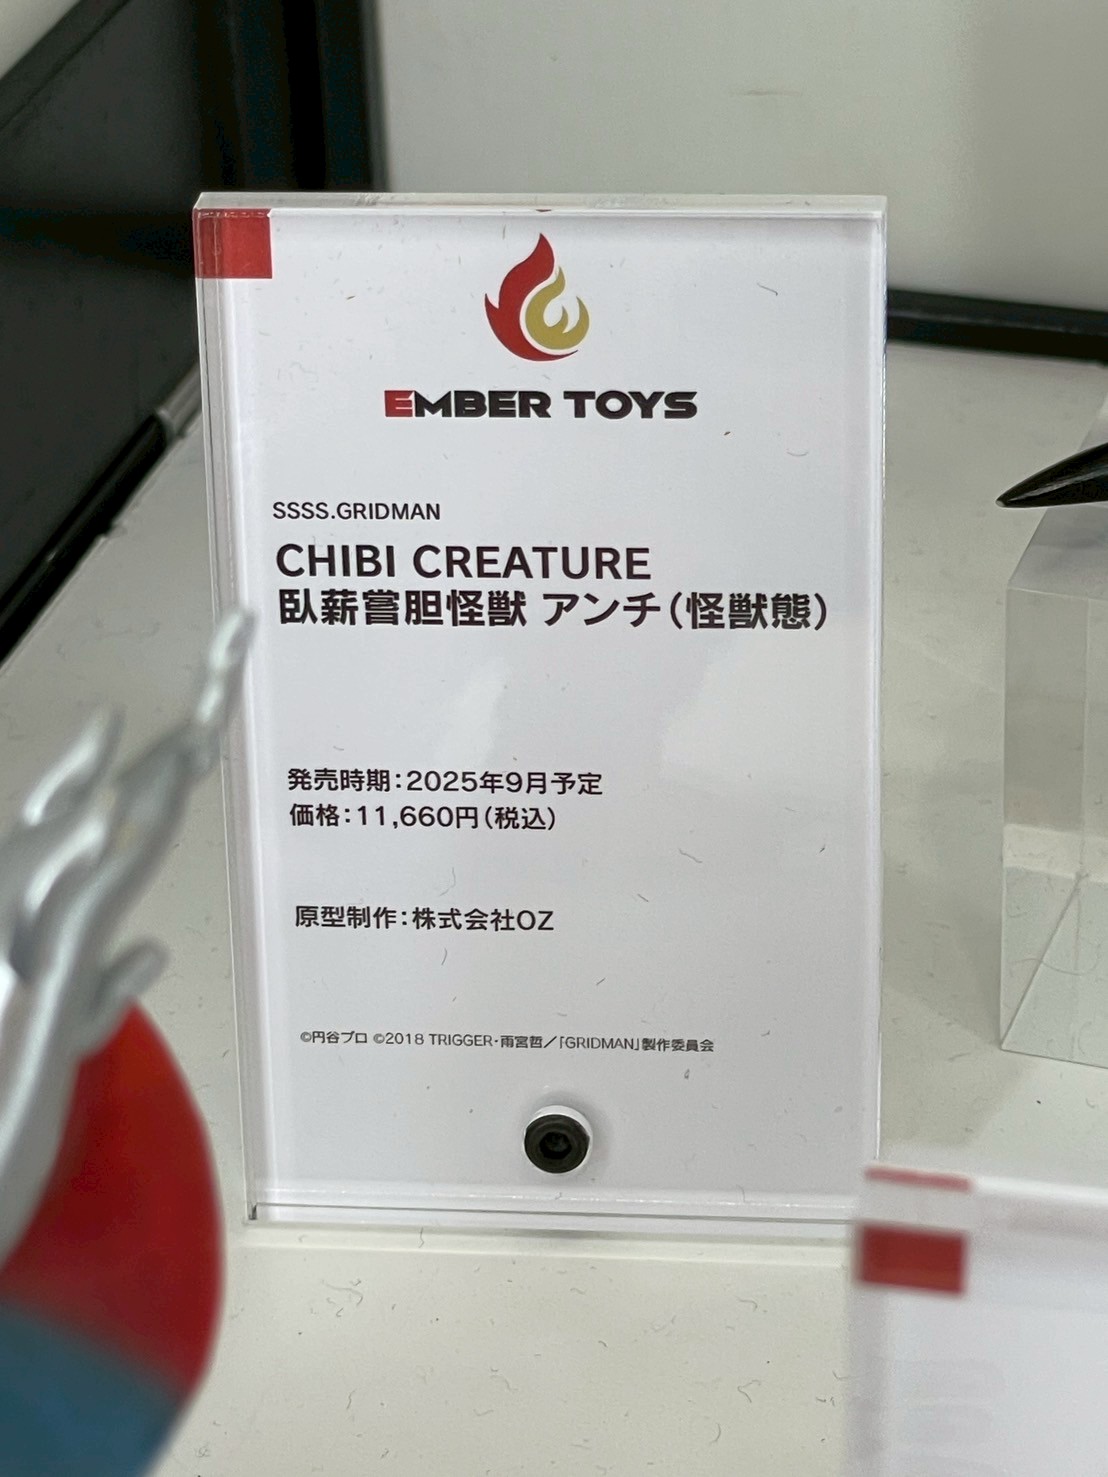 EMBER TOYS
SSSS.GRIDMAN
CHIBI CREATURE
臥薪嘗胆怪獣 アンチ（怪獣態）
発売時期：2025年9月予定
価格：11,660円（税込）
原型制作：株式会社OZ
©円谷プロ ©2018 TRIGGER・雨宮哲／「GRIDMAN」製作委員会